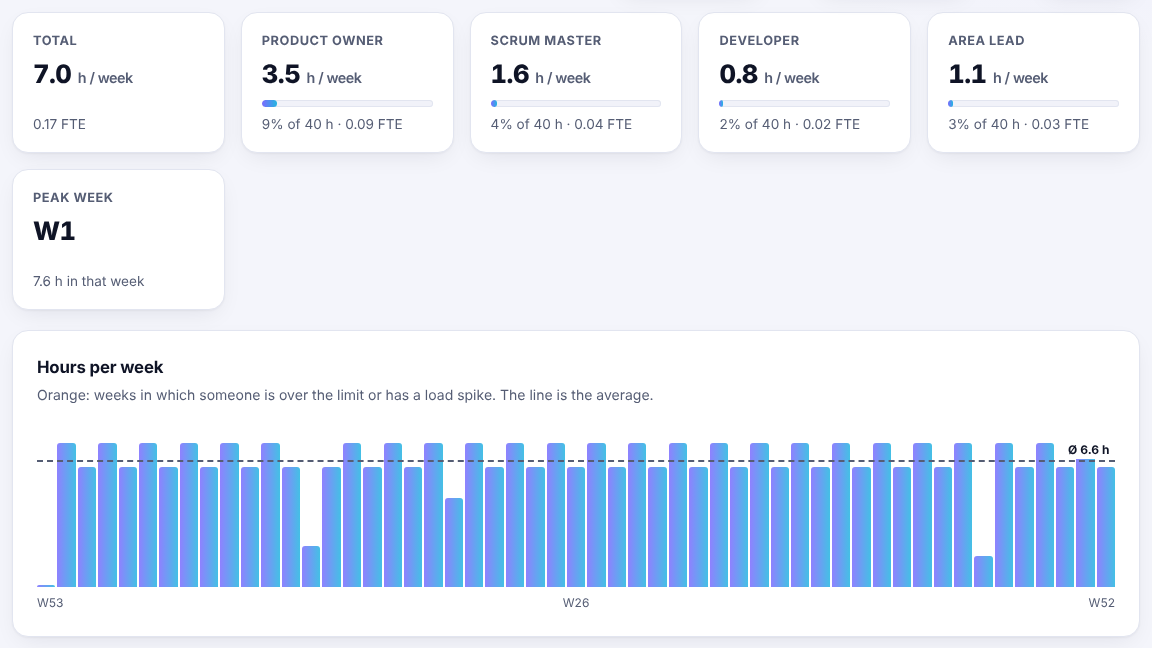 TOTAL
7.0 h / week
0.17 FTE
PRODUCT OWNER
3.5 h / week
9% of 40 h · 0.09 FTE
SCRUM MASTER
1.6 h / week
4% of 40 h · 0.04 FTE
DEVELOPER
0.8 h / week
2% of 40 h · 0.02 FTE
AREA LEAD
1.1 h / week
3% of 40 h · 0.03 FTE
PEAK WEEK
W1
7.6 h in that week
Hours per week
Orange: weeks in which someone is over the limit or has a load spike. The line is the average.
Ø 6.6 h
W53
W26
W52